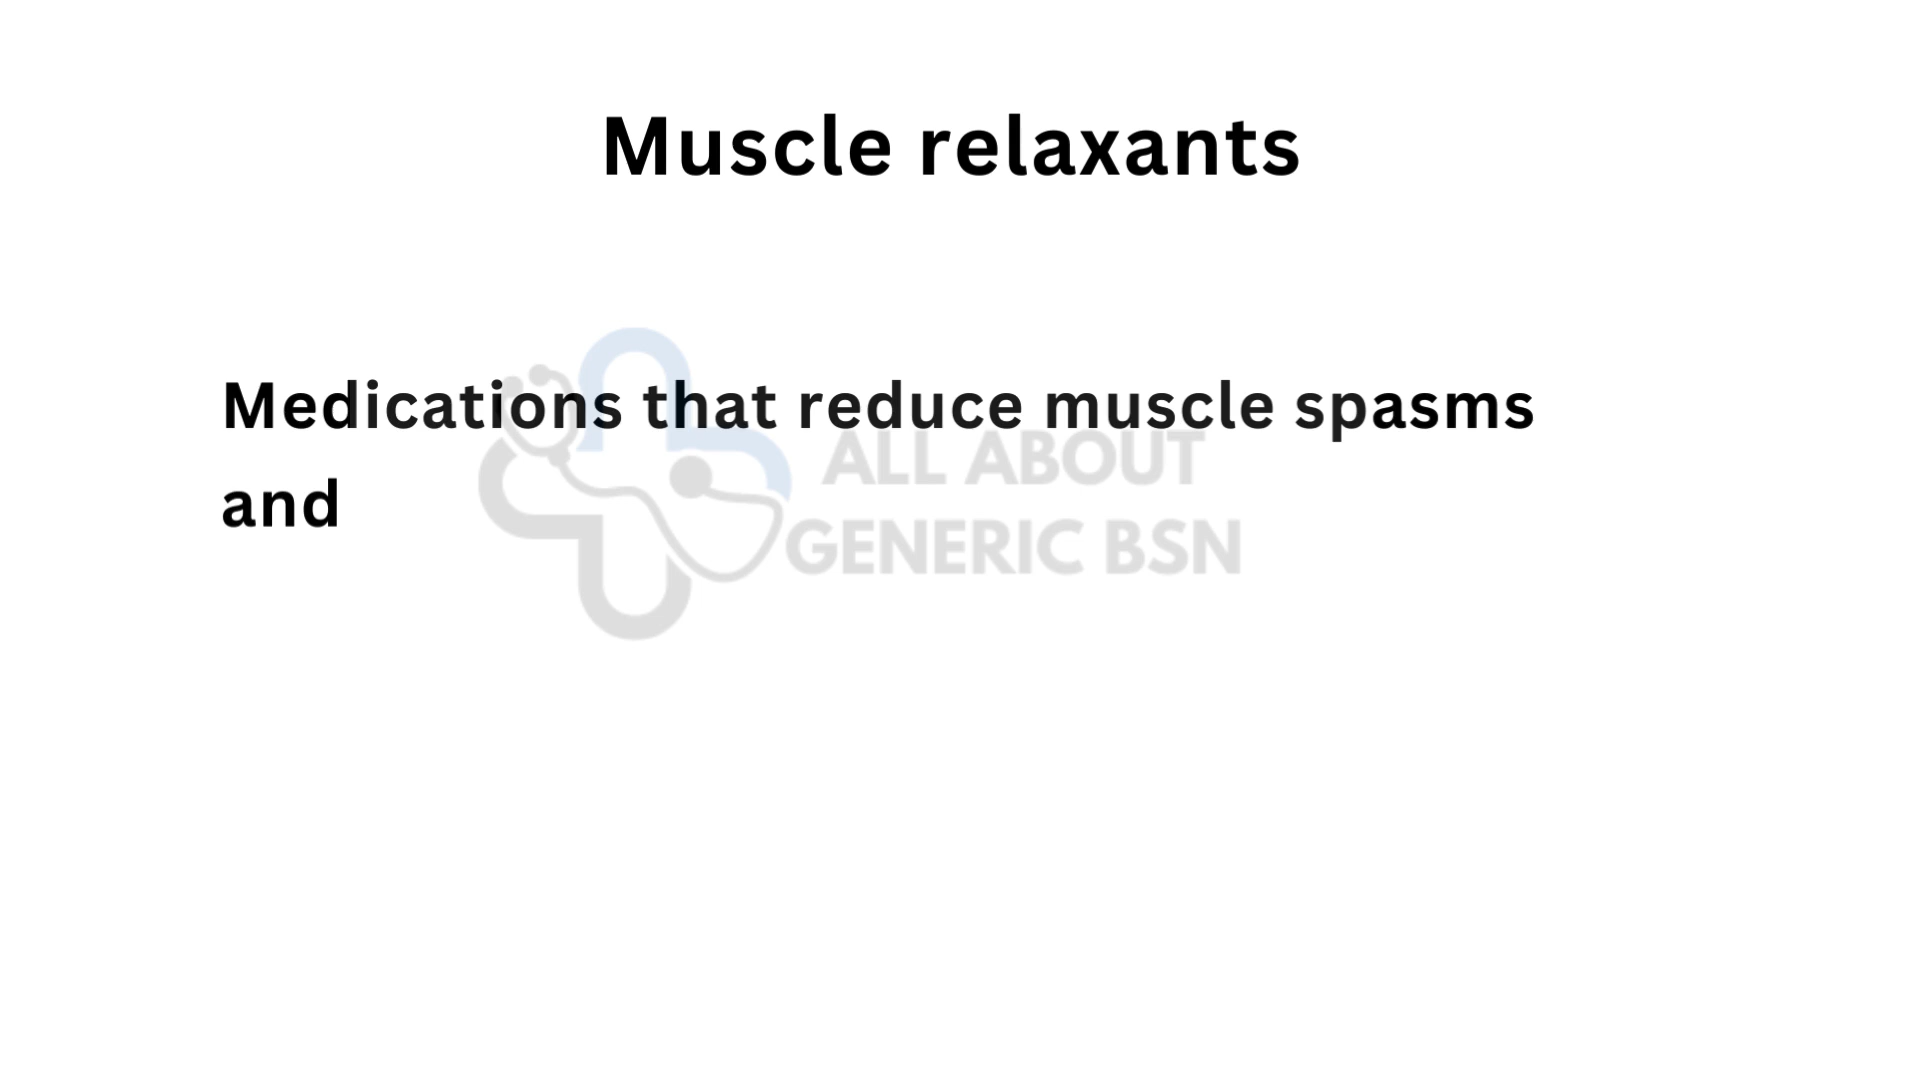 Muscle relaxants
Medications that reduce muscle spasms
and
ALL ABOUT
GENERIC BSN